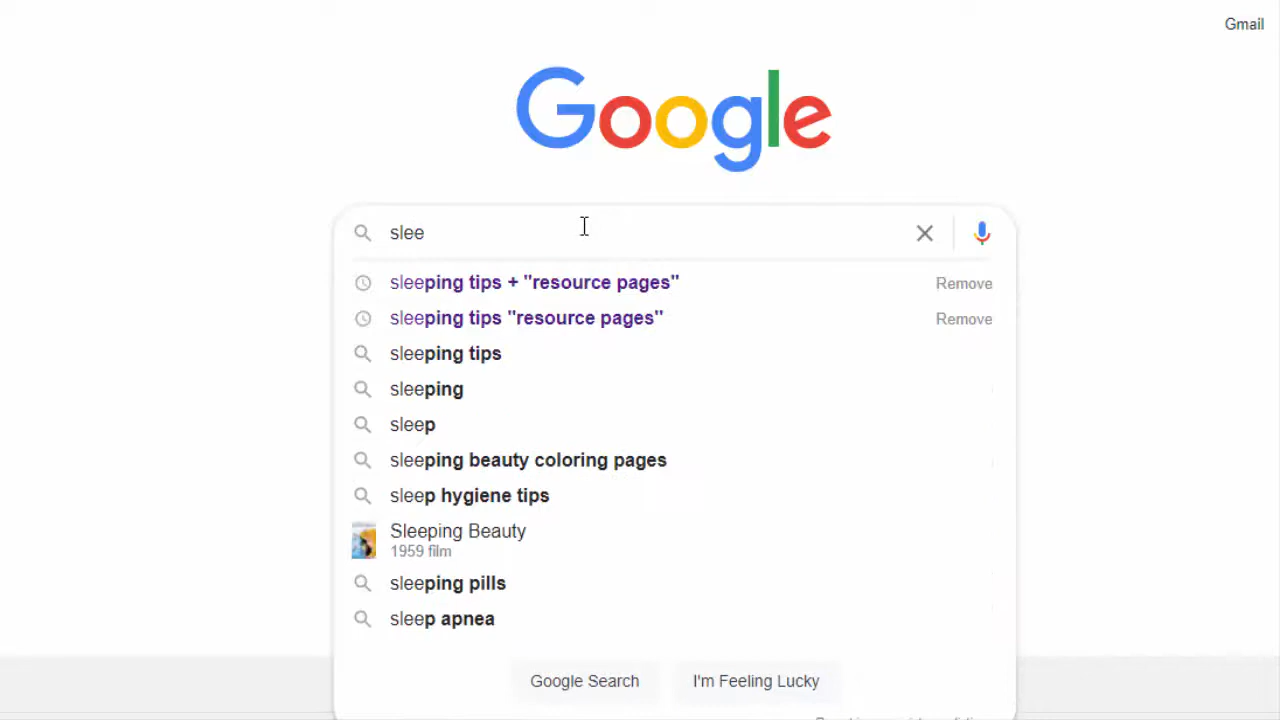 Gmail
Google
slee
sleeping tips + "resource pages" Remove
sleeping tips "resource pages" Remove
sleeping tips
sleeping
sleep
sleeping beauty coloring pages
sleep hygiene tips
Sleeping Beauty
1959 film
sleeping pills
sleep apnea
Google Search I'm Feeling Lucky